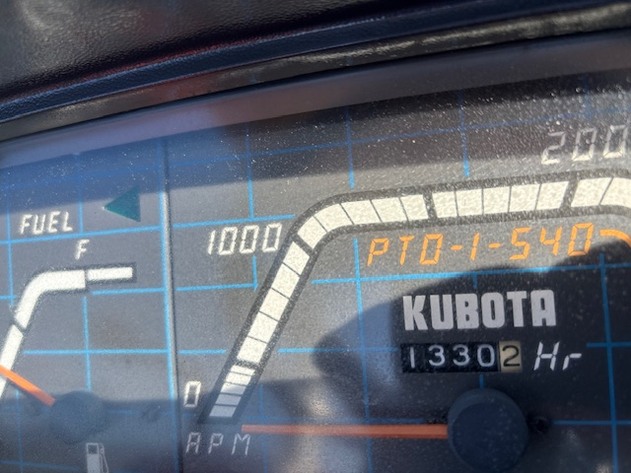 200
FUEL
F
1000
PTO-1-540
KUBOTA
13302 Hr
0
RPM